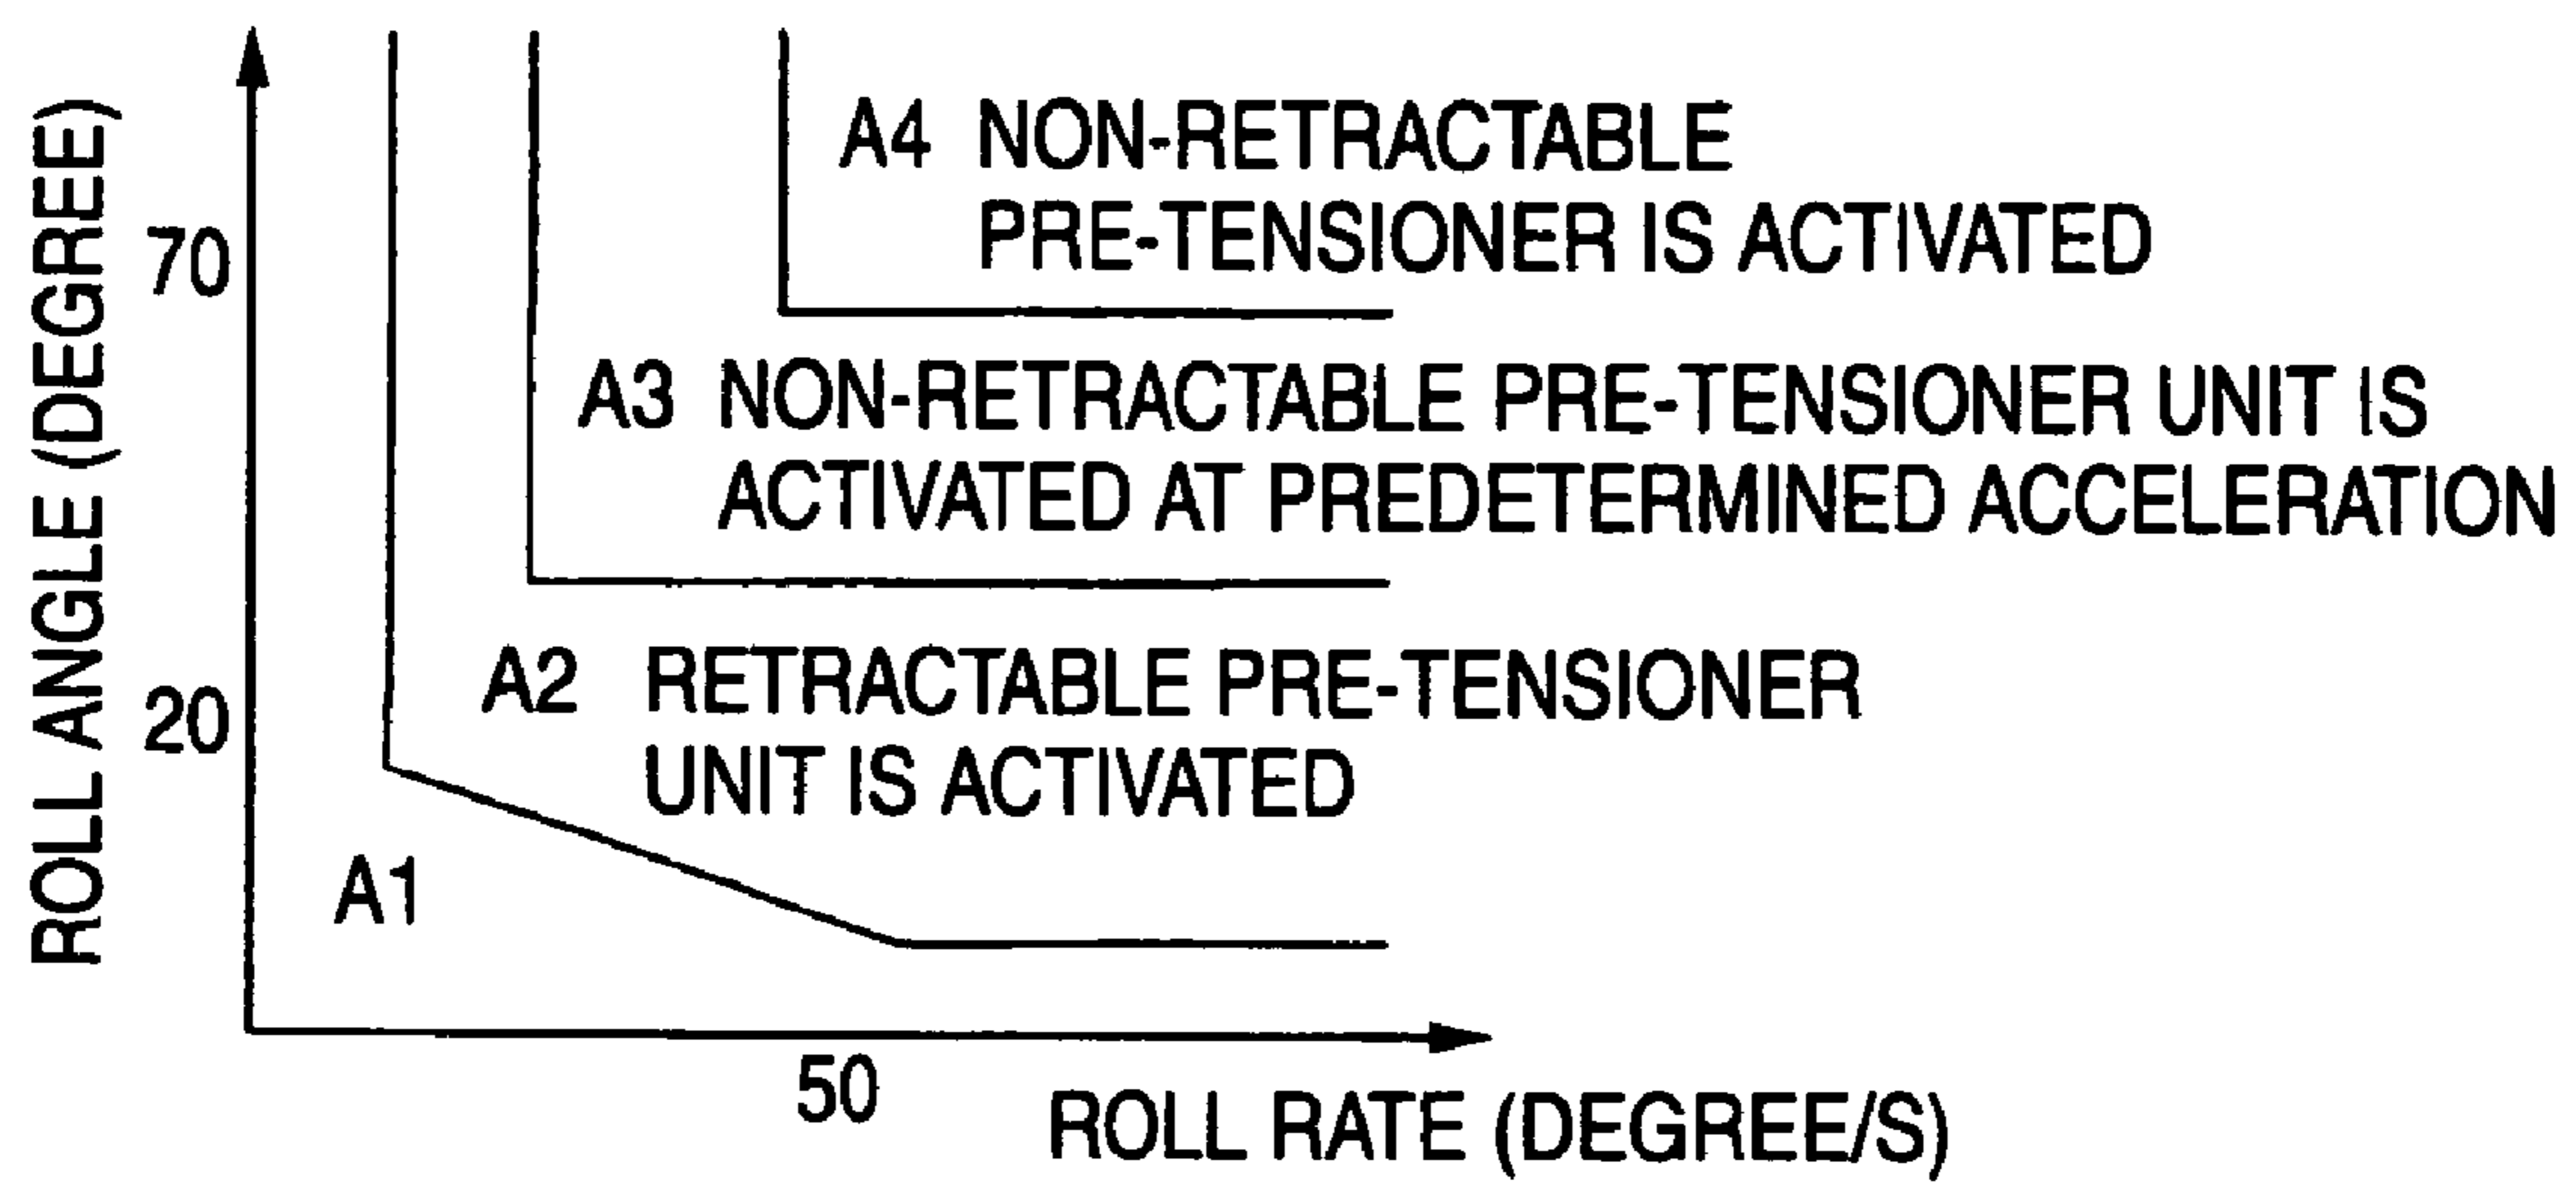 ROLL ANGLE (DEGREE)
70
20
A4 NON-RETRACTABLE
PRE-TENSIONER IS ACTIVATED
A3 NON-RETRACTABLE PRE-TENSIONER UNIT IS
ACTIVATED AT PREDETERMINED ACCELERATION
A2 RETRACTABLE PRE-TENSIONER
UNIT IS ACTIVATED
A1
50
ROLL RATE (DEGREE/S)